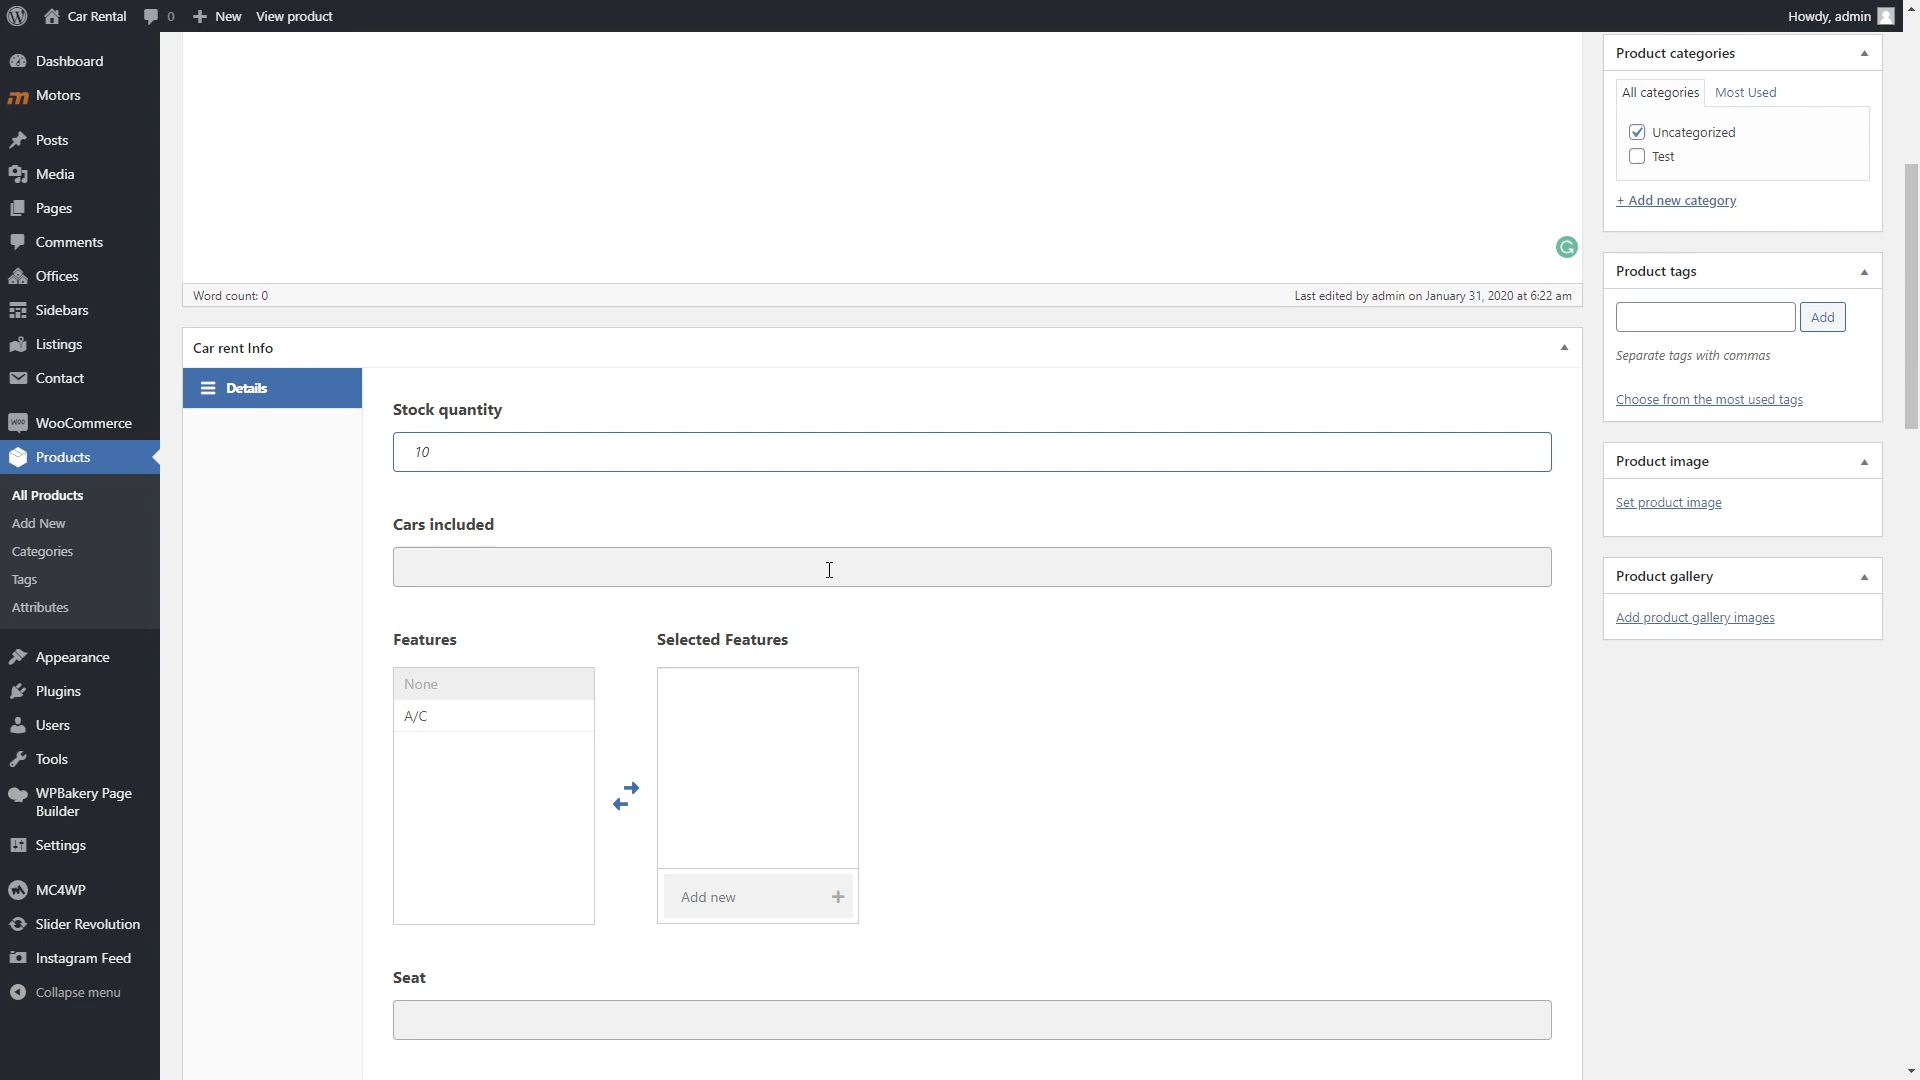 Car Rental
0
New
View product
Howdy, admin
Dashboard
Motors
Posts
Media
Pages
Comments
Offices
Sidebars
Listings
Contact
WooCommerce
Products
All Products
Add New
Categories
Tags
Attributes
Appearance
Plugins
Users
Tools
WPBakery Page
Builder
Settings
MC4WP
Slider Revolution
Instagram Feed
Collapse menu
Word count: 0
Last edited by admin on January 31, 2020 at 6:22 am
Car rent Info
Details
Stock quantity
10
Cars included
Features
Selected Features
None
A/C
Add new
Seat
Product categories
All categories
Most Used
Uncategorized
Test
+ Add new category
Product tags
Add
Separate tags with commas
Choose from the most used tags
Product image
Set product image
Product gallery
Add product gallery images